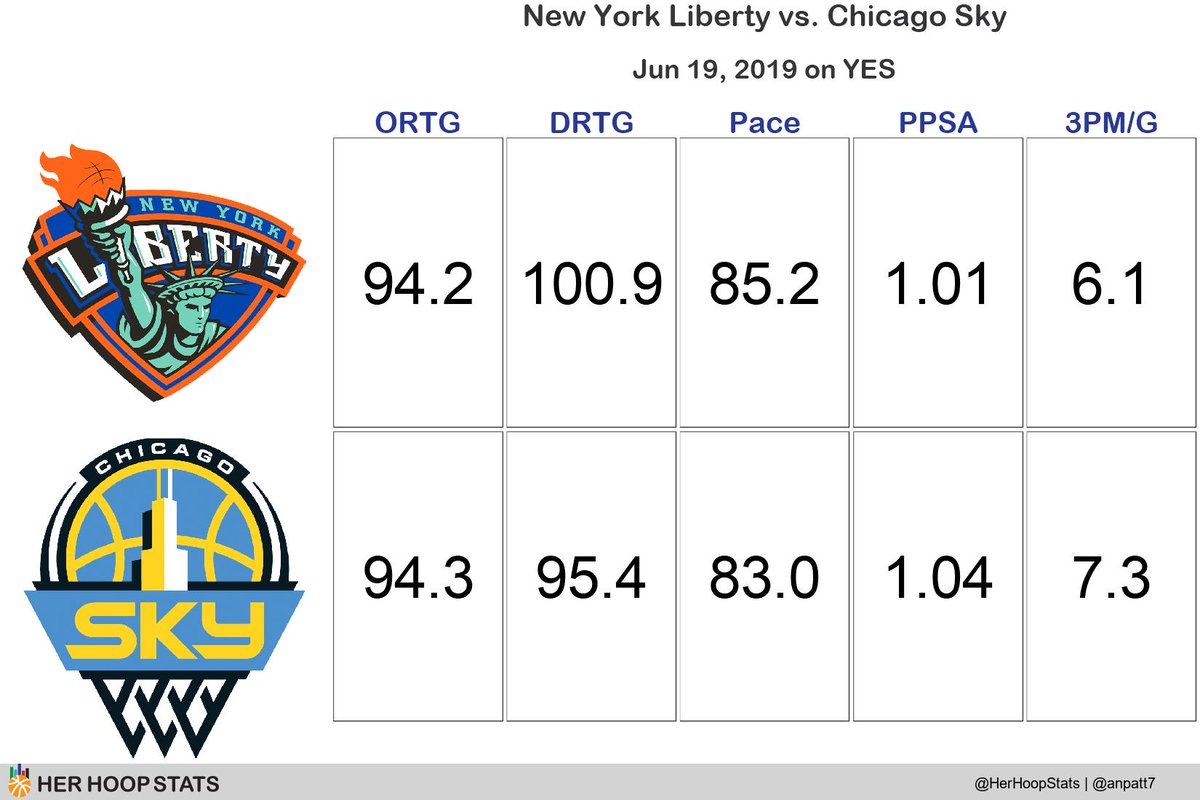 New York Liberty vs. Chicago Sky
Jun 19, 2019 on YES
ORTG DRTG Pace PPSA 3PM/G
NEW YORK
LIBERTY
94.2 100.9 85.2 1.01 6.1
CHICAGO
SKY
94.3 95.4 83.0 1.04 7.3
HER HOOP STATS @HerHoopStats | @anpatt7